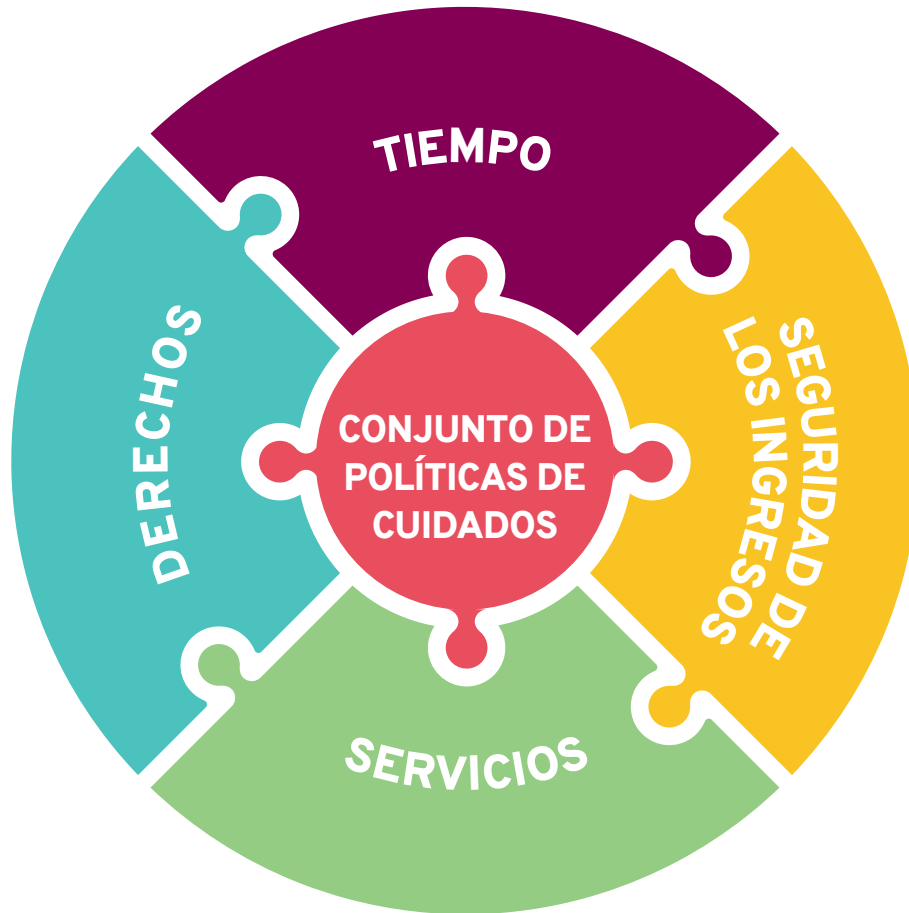 TIEMPO
SEGURIDAD DE
LOS INGRESOS
SERVICIOS
DERECHOS
CONJUNTO DE
POLÍTICAS DE
CUIDADOS